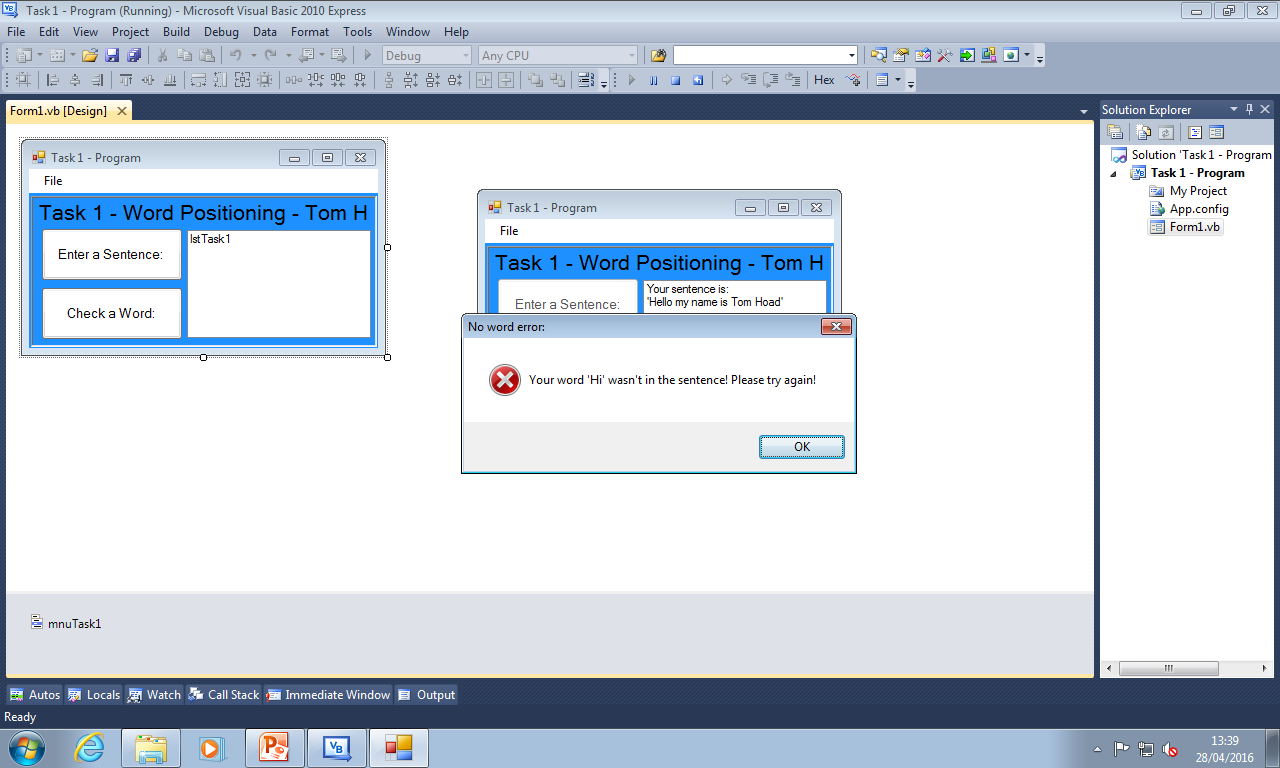 Task 1 - Program (Running) - Microsoft Visual Basic 2010 Express
File Edit View Project Build Debug Data Format Tools Window Help
Debug Any CPU
Hex
Form1.vb [Design]
Task 1 - Program
File
Task 1 - Word Positioning - Tom H
Enter a Sentence:
lstTask1
Check a Word:
Task 1 - Program
File
Task 1 - Word Positioning - Tom H
Enter a Sentence:
Your sentence is:
'Hello my name is Tom Hoad'
No word error:
Your word 'Hi' wasn't in the sentence! Please try again!
OK
mnuTask1
Solution Explorer
Solution 'Task 1 - Program
Task 1 - Program
My Project
App.config
Form1.vb
Autos Locals Watch Call Stack Immediate Window Output
Ready
13:39
28/04/2016